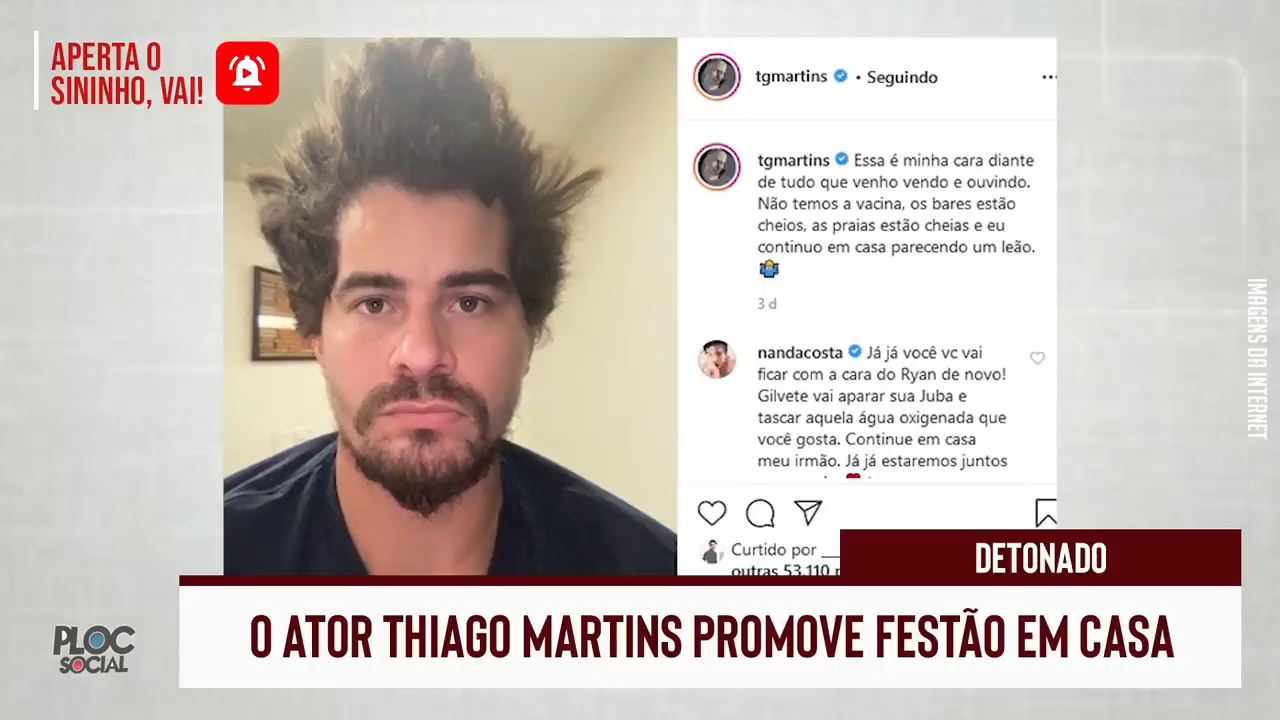 APERTA O
SININHO, VAI!
tgmartins • Seguindo
tgmartins Essa é minha cara diante
de tudo que venho vendo e ouvindo.
Não temos a vacina, os bares estão
cheios, as praias estão cheias e eu
continuo em casa parecendo um leão.
3 d
nandacosta Já já você vc vai
ficar com a cara do Ryan de novo!
Gilvete vai aparar sua Juba e
tascar aquela água oxigenada que
você gosta. Continue em casa
meu irmão. Já já estaremos juntos
Curtido por __
outras 53.110
IMAGENS DA INTERNET
DETONADO
O ATOR THIAGO MARTINS PROMOVE FESTÃO EM CASA
PLOC
SOCIAL